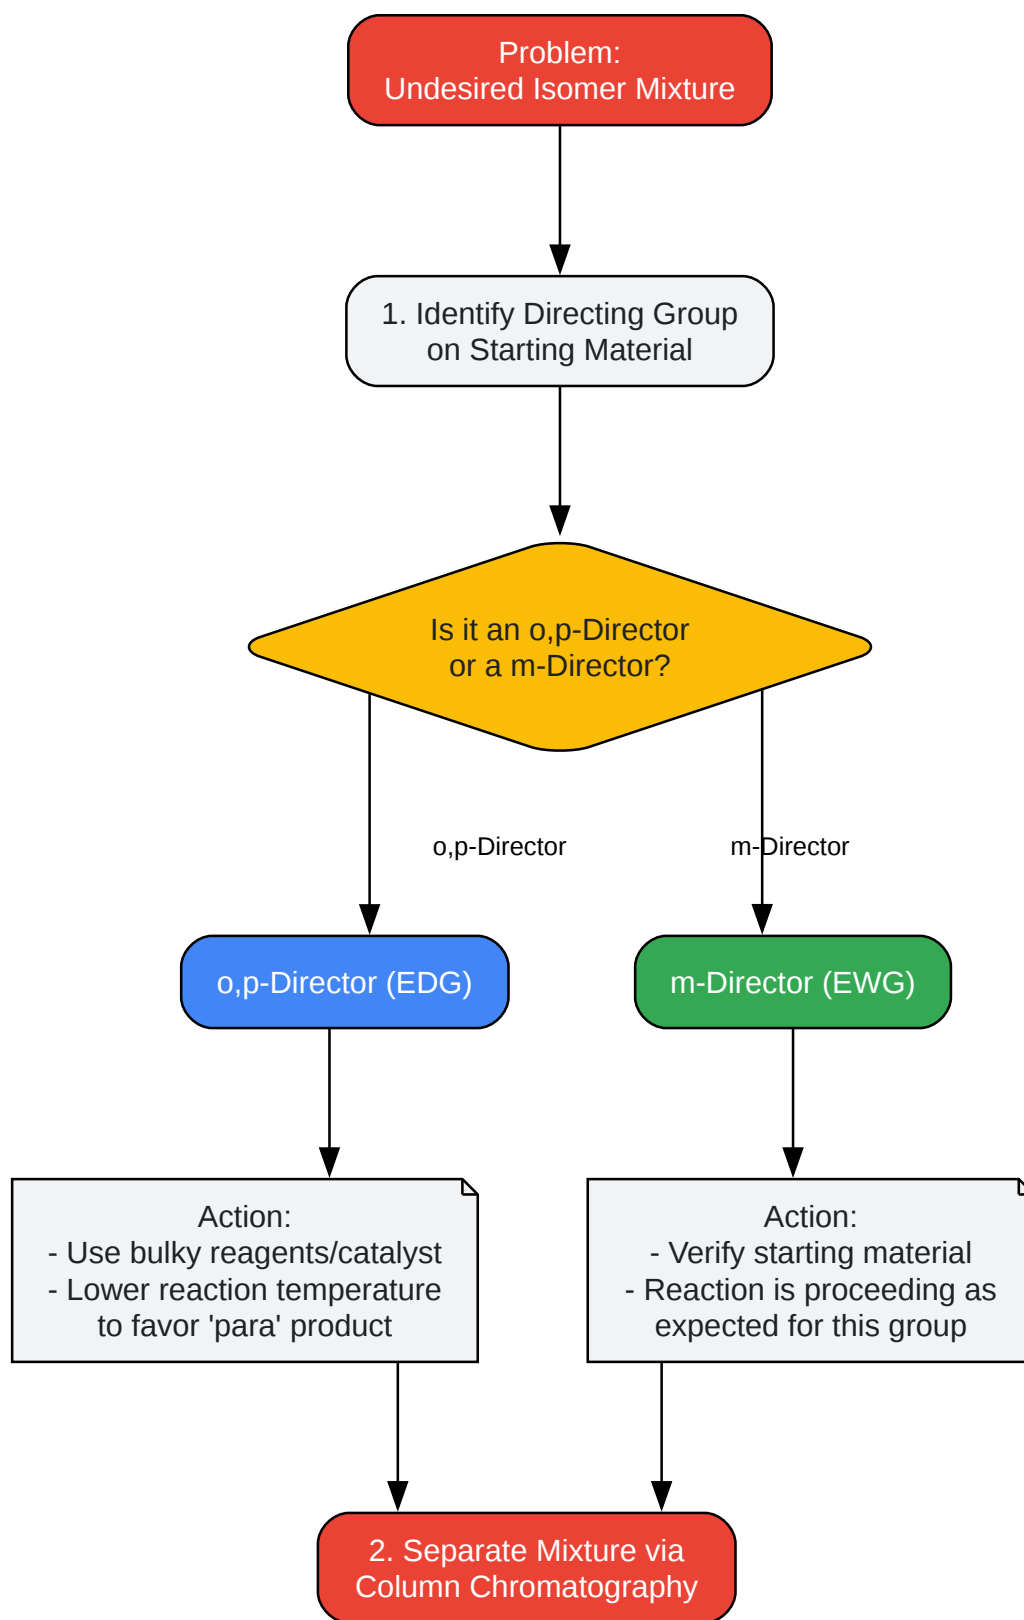 Problem:
Undesired Isomer Mixture
1. Identify Directing Group
on Starting Material
Is it an o,p-Director
or a m-Director?
o,p-Director
m-Director
o,p-Director (EDG)
m-Director (EWG)
Action:
- Use bulky reagents/catalyst
- Lower reaction temperature
to favor 'para' product
Action:
- Verify starting material
- Reaction is proceeding as
expected for this group
2. Separate Mixture via
Column Chromatography